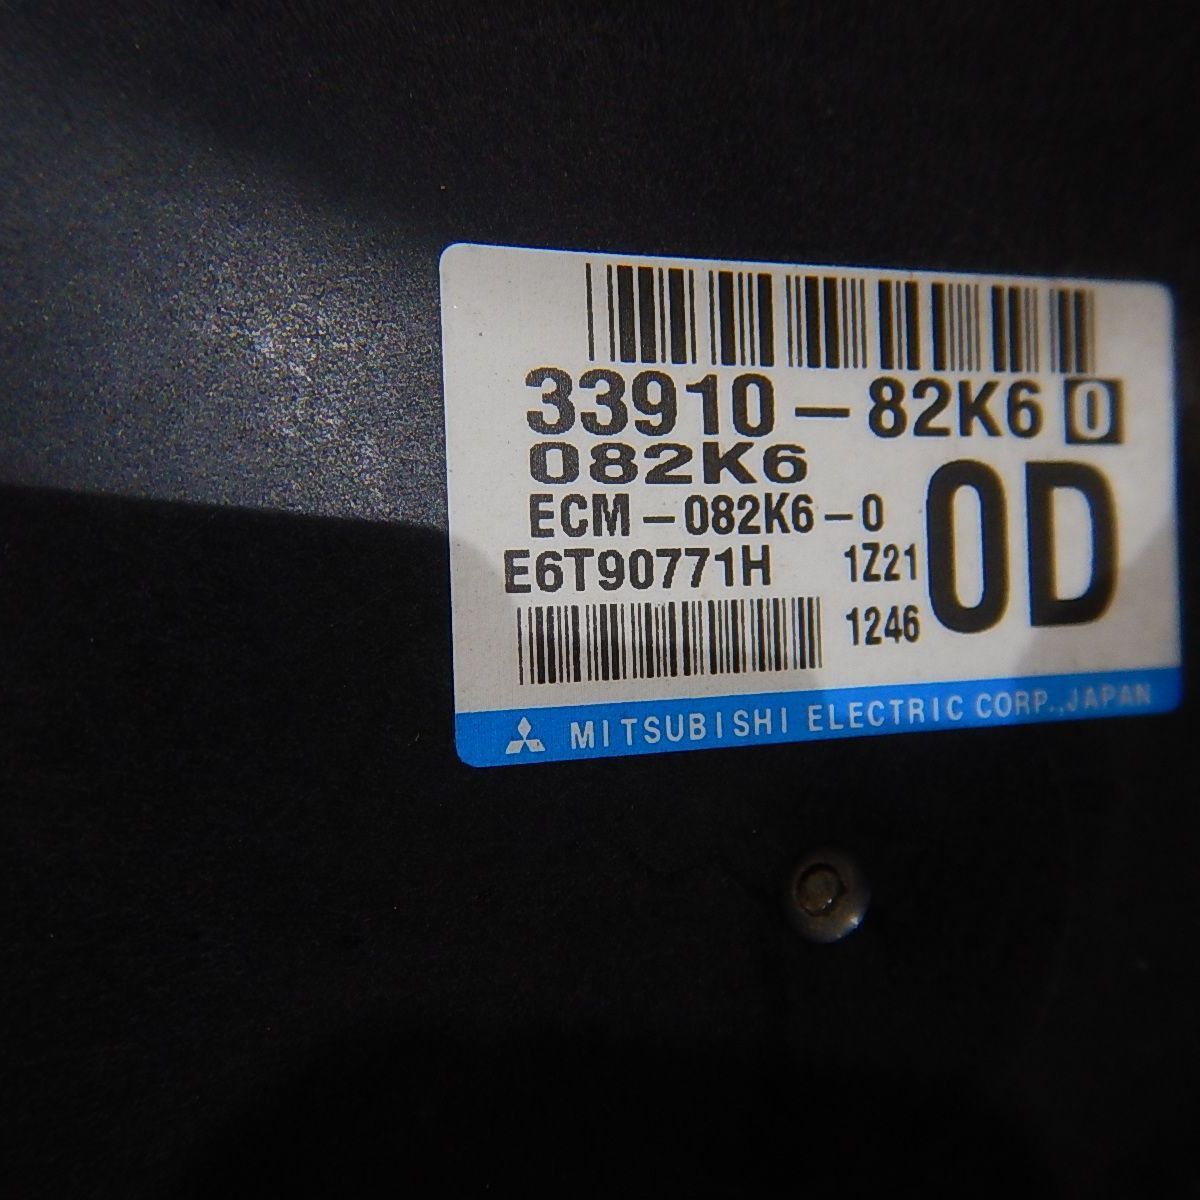 33910-82K6 0
082K6
ECM-082K6-0
0D
E6T90771H 1Z21
1246
MITSUBISHI ELECTRIC CORP.,JAPAN